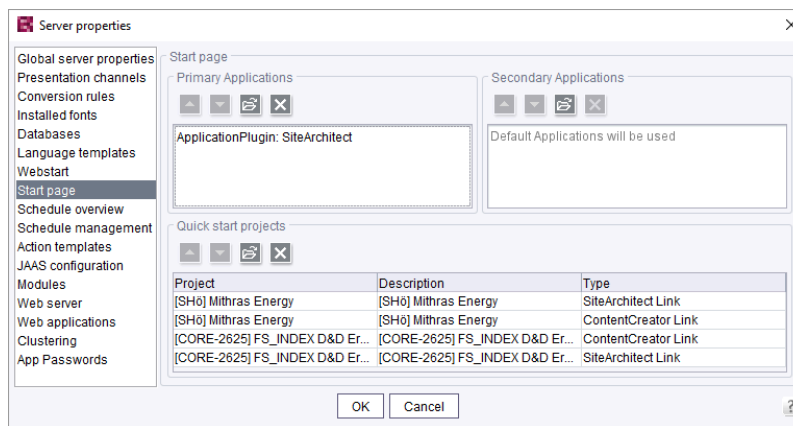 Server properties
Global server properties
Presentation channels
Conversion rules
Installed fonts
Databases
Language templates
Webstart
Start page
Schedule overview
Schedule management
Action templates
JAAS configuration
Modules
Web server
Web applications
Clustering
App Passwords
Start page
Primary Applications
ApplicationPlugin: SiteArchitect
Secondary Applications
Default Applications will be used
Quick start projects
Project Description Type
[SHö] Mithras Energy [SHö] Mithras Energy SiteArchitect Link
[SHö] Mithras Energy [SHö] Mithras Energy ContentCreator Link
[CORE-2625] FS_INDEX D&D Er... [CORE-2625] FS_INDEX D&D Er... ContentCreator Link
[CORE-2625] FS_INDEX D&D Er... [CORE-2625] FS_INDEX D&D Er... SiteArchitect Link
OK Cancel
?